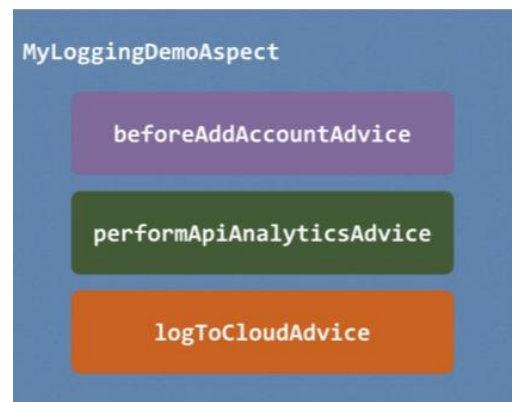 MyLoggingDemoAspect
beforeAddAccountAdvice
performApiAnalyticsAdvice
logToCloudAdvice